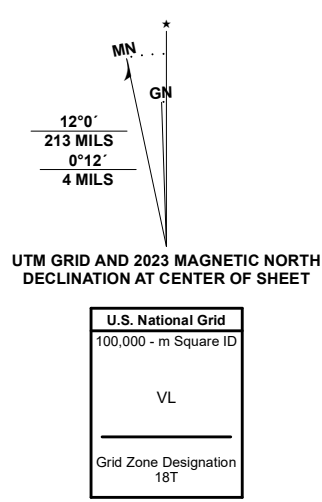 ★
MN
GN
12°0´
213 MILS
0°12´
4 MILS
UTM GRID AND 2023 MAGNETIC NORTH
DECLINATION AT CENTER OF SHEET
U.S. National Grid
100,000 - m Square ID
VL
Grid Zone Designation
18T